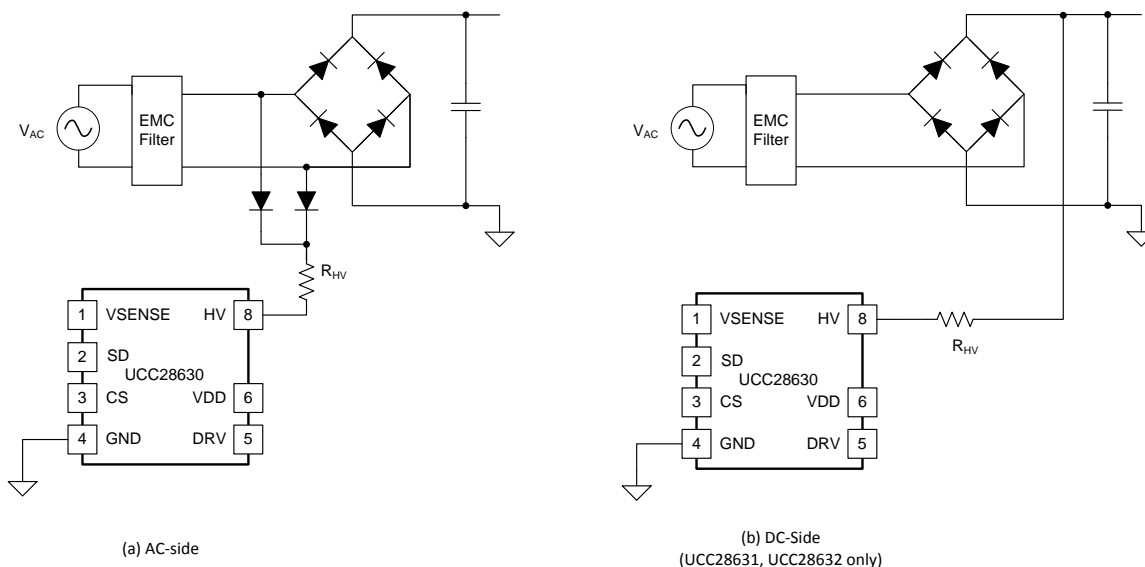 VAC
EMC
Filter
RHV
1 VSENSE HV 8
2 SD
UCC28630
3 CS VDD 6
4 GND DRV 5
(a) AC-side
VAC
EMC
Filter
RHV
1 VSENSE HV 8
2 SD
UCC28630
3 CS VDD 6
4 GND DRV 5
(b) DC-Side
(UCC28631, UCC28632 only)